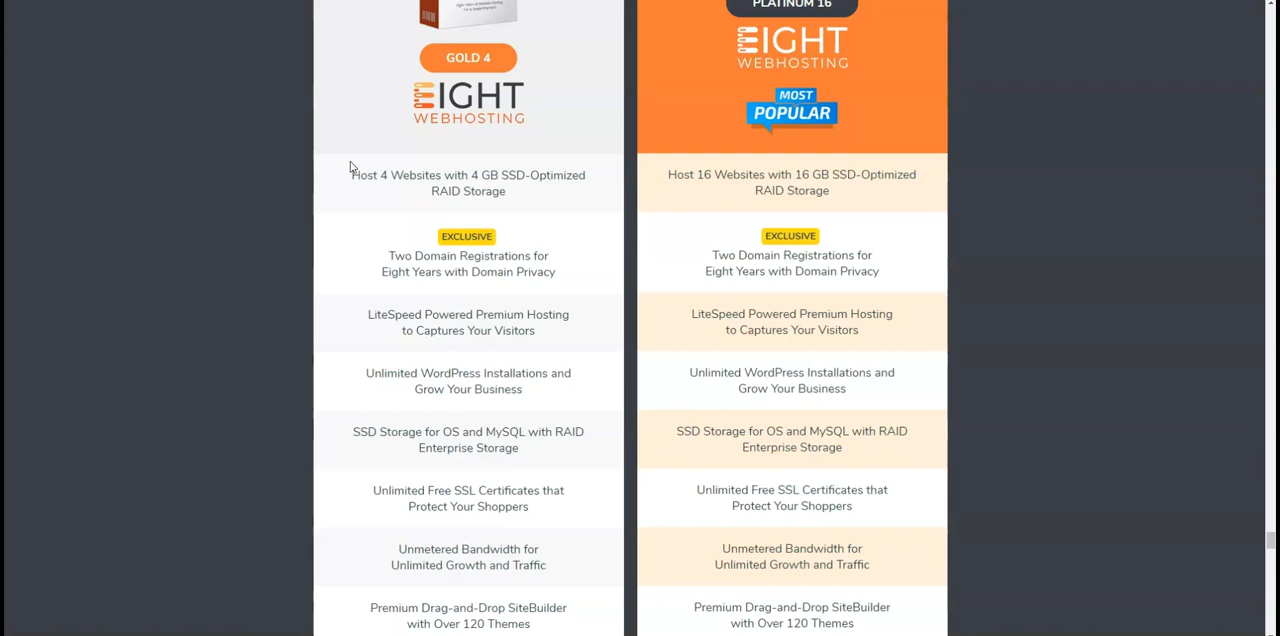 GOLD 4
EIGHT
WEBHOSTING
Host 4 Websites with 4 GB SSD-Optimized
RAID Storage
EXCLUSIVE
Two Domain Registrations for
Eight Years with Domain Privacy
LiteSpeed Powered Premium Hosting
to Captures Your Visitors
Unlimited WordPress Installations and
Grow Your Business
SSD Storage for OS and MySQL with RAID
Enterprise Storage
Unlimited Free SSL Certificates that
Protect Your Shoppers
Unmetered Bandwidth for
Unlimited Growth and Traffic
Premium Drag-and-Drop SiteBuilder
with Over 120 Themes
PLATINUM 16
EIGHT
WEBHOSTING
MOST
POPULAR
Host 16 Websites with 16 GB SSD-Optimized
RAID Storage
EXCLUSIVE
Two Domain Registrations for
Eight Years with Domain Privacy
LiteSpeed Powered Premium Hosting
to Captures Your Visitors
Unlimited WordPress Installations and
Grow Your Business
SSD Storage for OS and MySQL with RAID
Enterprise Storage
Unlimited Free SSL Certificates that
Protect Your Shoppers
Unmetered Bandwidth for
Unlimited Growth and Traffic
Premium Drag-and-Drop SiteBuilder
with Over 120 Themes